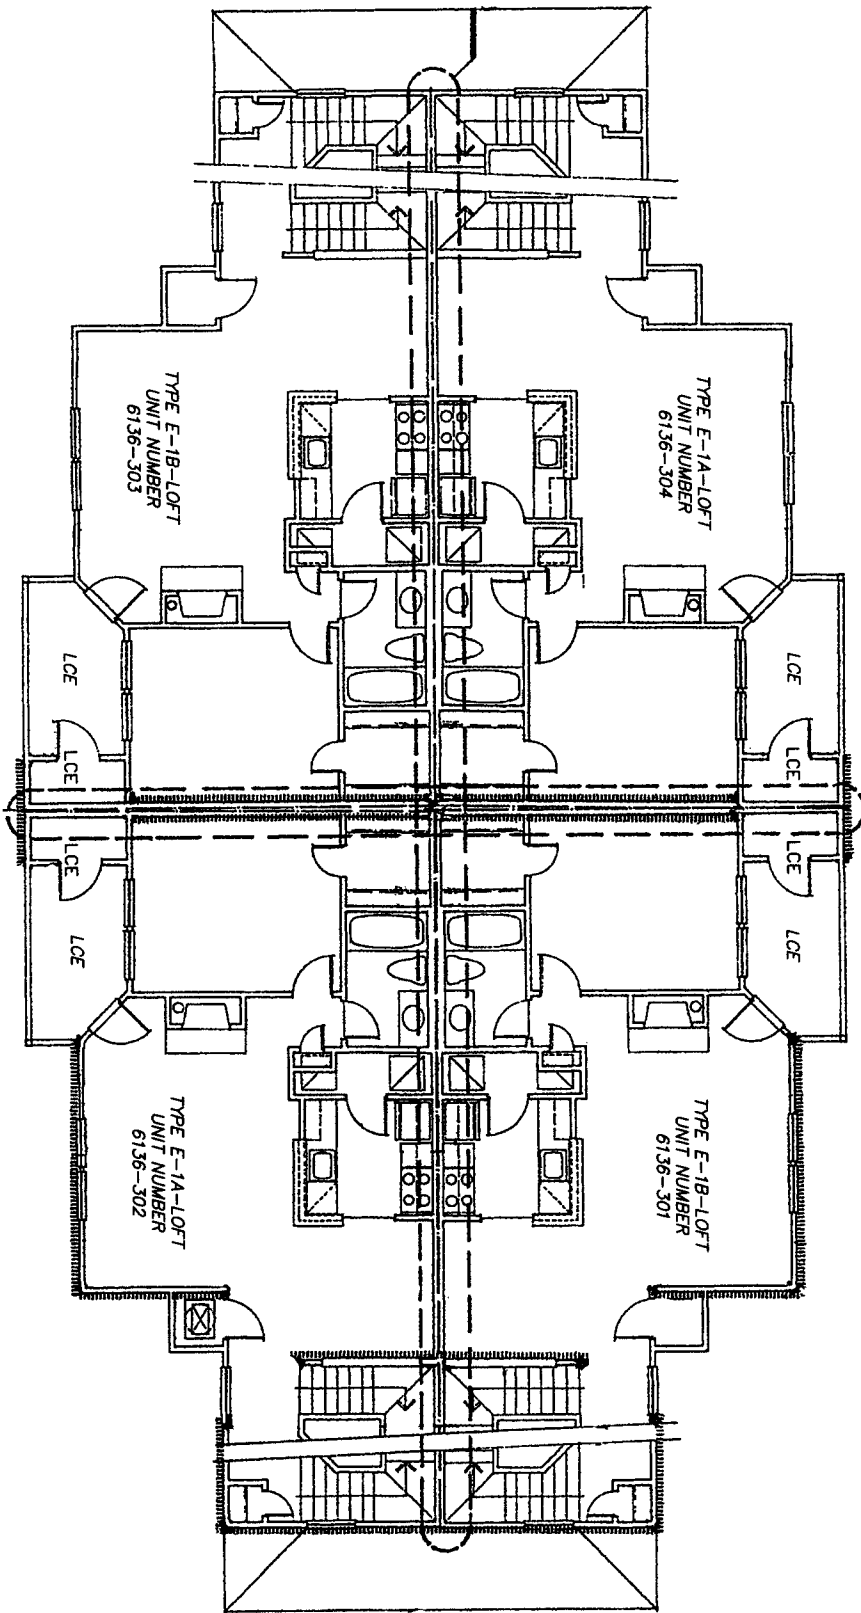 TYPE E-1B-LOFT
UNIT NUMBER
6136-303
TYPE E-1A-LOFT
UNIT NUMBER
6136-304
LCE
LCE
LCE
LCE
LCE
LCE
LCE
LCE
TYPE E-1A-LOFT
UNIT NUMBER
6136-302
TYPE E-1B-LOFT
UNIT NUMBER
6136-301